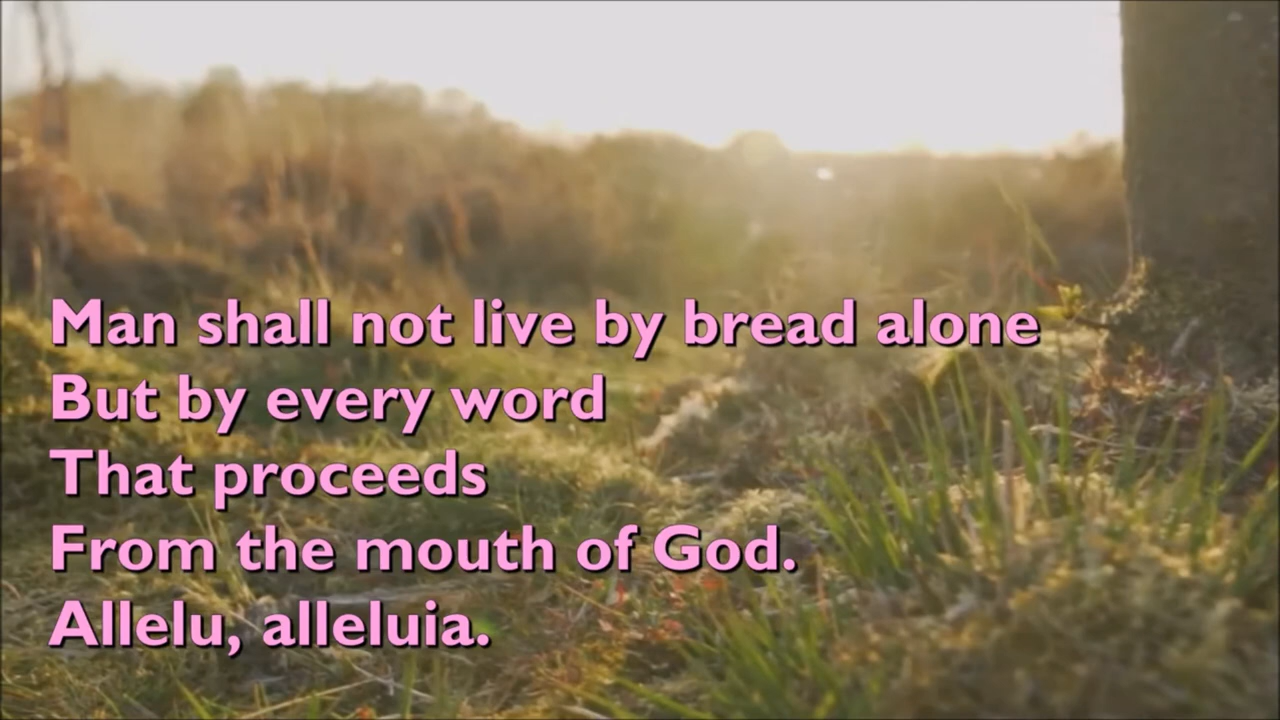 Man shall not live by bread alone
But by every word
That proceeds
From the mouth of God.
Allelu, alleluia.